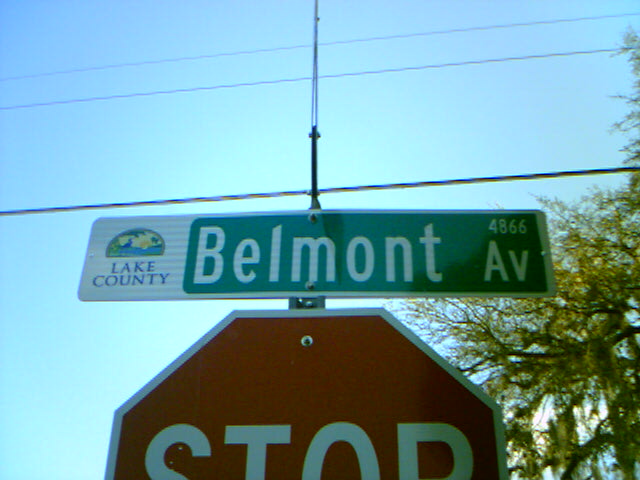 LAKE
COUNTY
Belmont
4866
AV
STOP